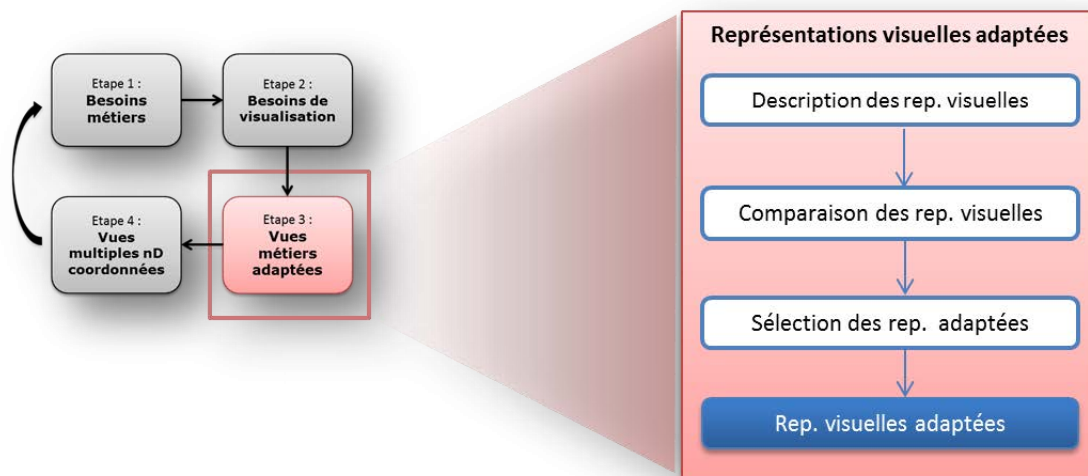 Etape 1 :
Besoins
métiers
Etape 2 :
Besoins de
visualisation
Etape 3 :
Vues
métiers
adaptées
Etape 4 :
Vues
multiples nD
coordonnées
Représentations visuelles adaptées
Description des rep. visuelles
Comparaison des rep. visuelles
Sélection des rep. adaptées
Rep. visuelles adaptées